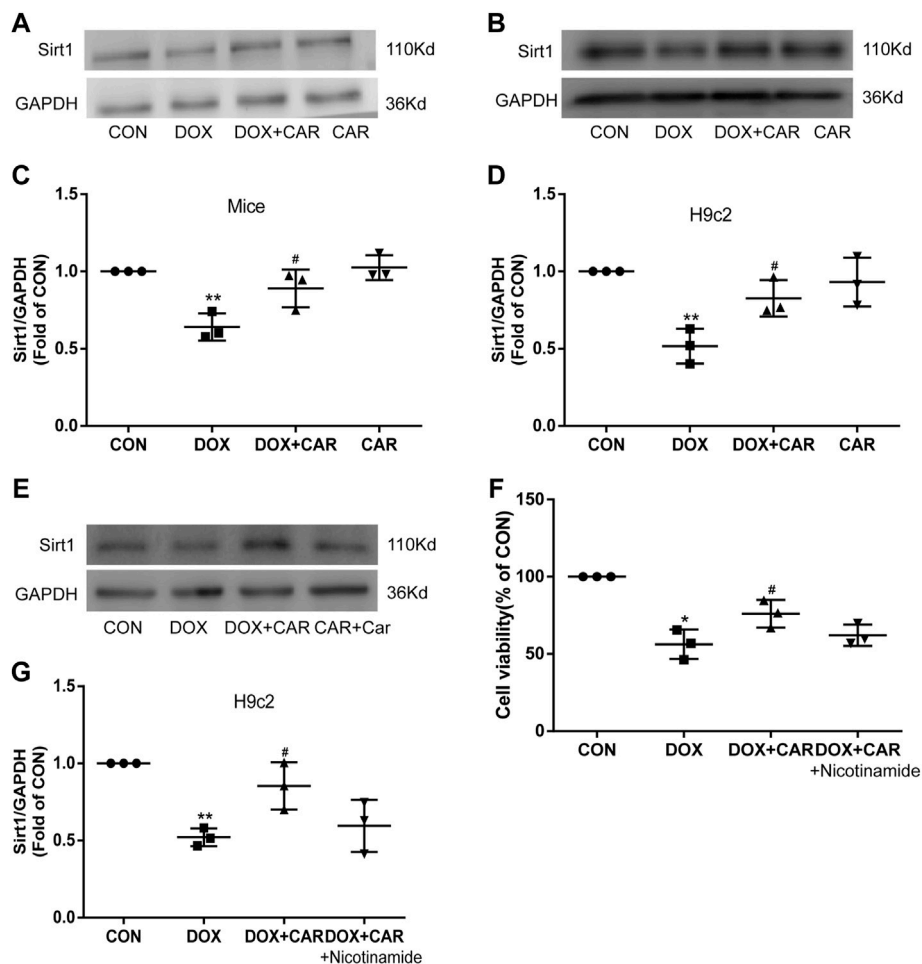 A
Sirt1
110Kd
GAPDH
36Kd
CON DOX DOX+CAR CAR
B
Sirt1
110Kd
GAPDH
36Kd
CON DOX DOX+CAR CAR
C
Mice
Sirt1/GAPDH
(Fold of CON)
1.5
1.0
0.5
0.0
**
#
CON DOX DOX+CAR CAR
D
H9c2
Sirt1/GAPDH
(Fold of CON)
1.5
1.0
0.5
0.0
**
#
CON DOX DOX+CAR CAR
E
Sirt1
110Kd
GAPDH
36Kd
CON DOX DOX+CAR CAR+Car
F
Cell viability(% of CON)
150
100
50
0
*
#
CON DOX DOX+CAR DOX+CAR
+Nicotinamide
G
H9c2
Sirt1/GAPDH
(Fold of CON)
1.5
1.0
0.5
0.0
**
#
CON DOX DOX+CAR DOX+CAR
+Nicotinamide